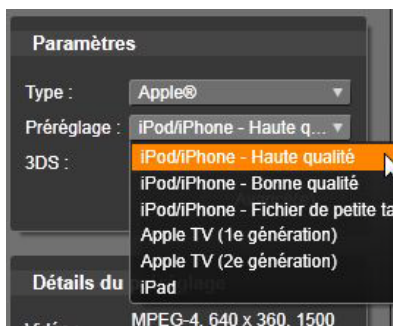 Paramètres
Type : Apple®
Préréglage : iPod/iPhone - Haute q...
3DS :
iPod/iPhone - Haute qualité
iPod/iPhone - Bonne qualité
iPod/iPhone - Fichier de petite ta
Apple TV (1e génération)
Apple TV (2e génération)
Détails du
iPad
MPEG-4, 640 x 360, 1500